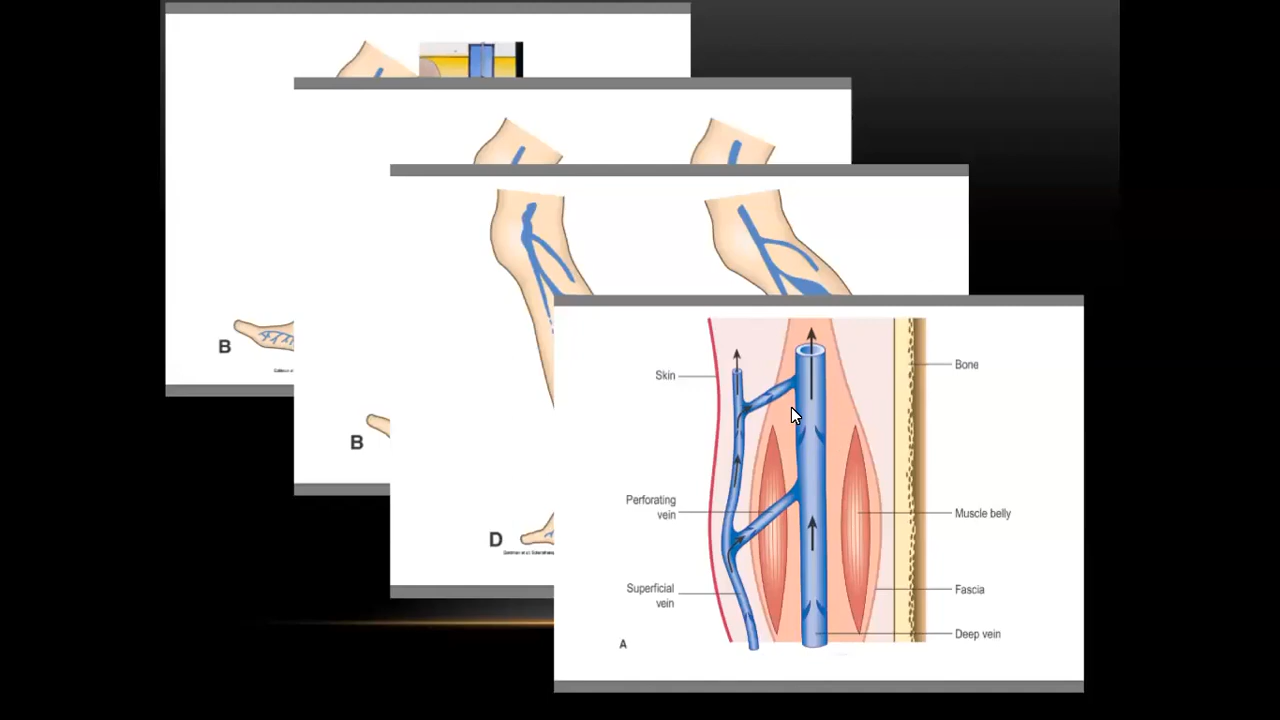 B
B
D
Skin
Bone
Perforating
vein
Muscle belly
Superficial
vein
Fascia
Deep vein
A